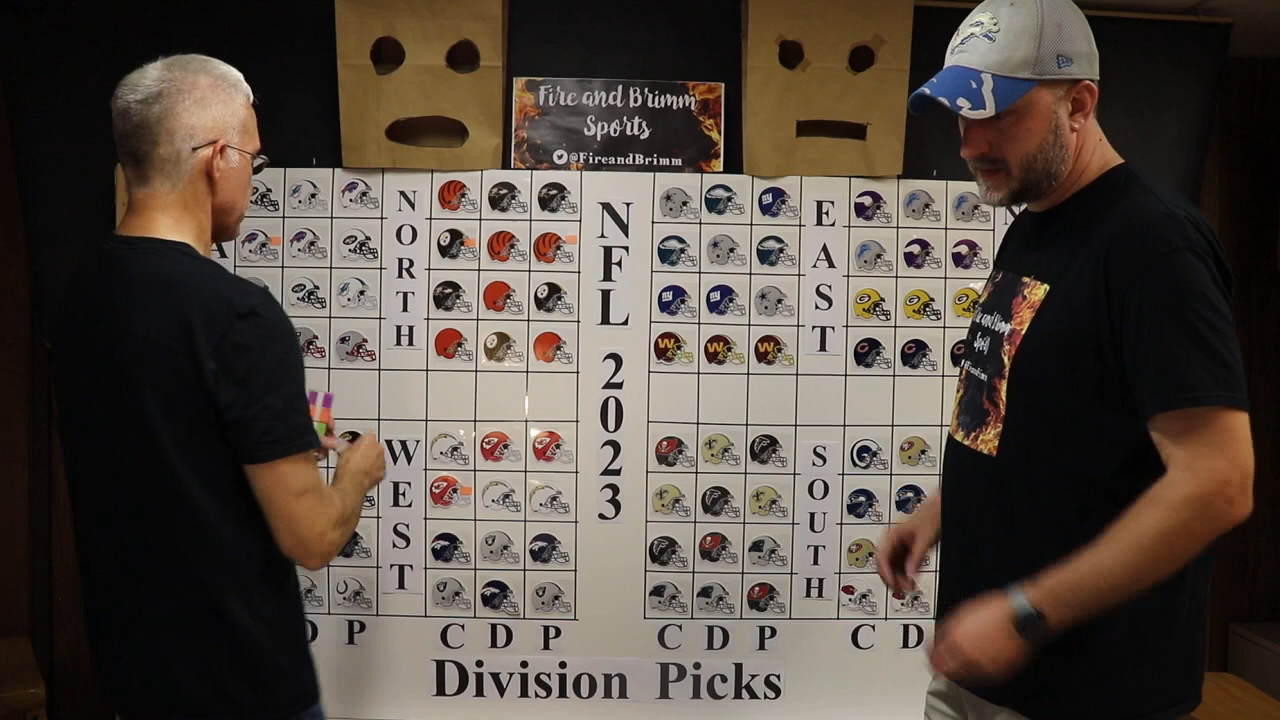 Fire and Brimm
Sports
@FireandBrimm
A
NORTH
NFL 2023
EAST
N
WEST
SOUTH
P
C D P
C D P
C D
Division Picks